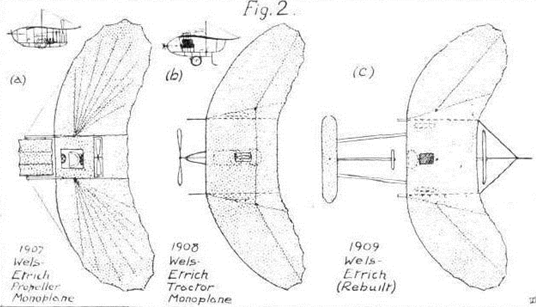 Fig. 2.
(a)
(b)
(c)
1907
Wels-
Etrich
Propeller
Monoplane
1908
Wels-
Etrich
Tractor
Monoplane
1909
Wels-
Etrich
(Rebuilt)